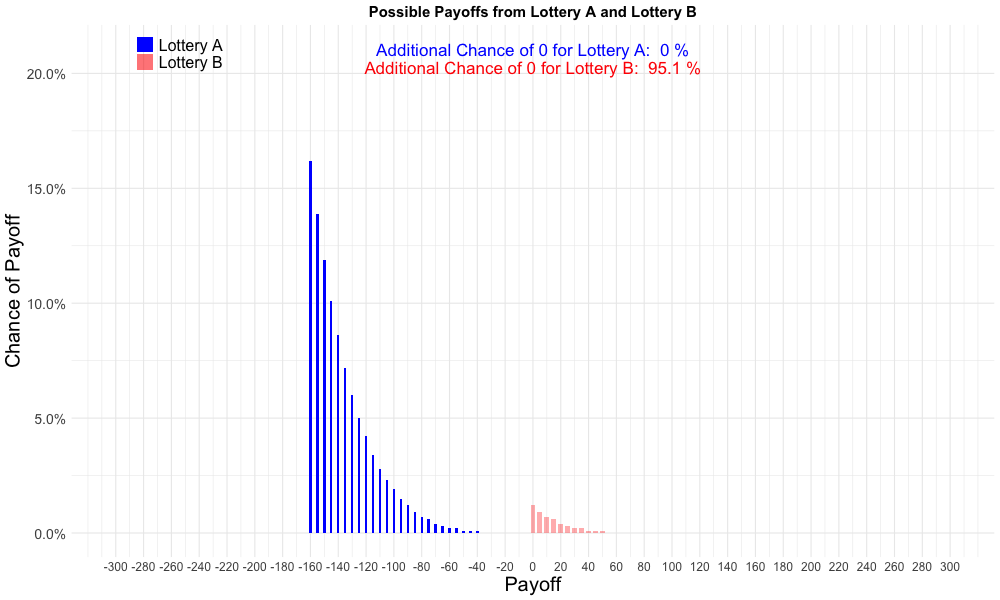 Possible Payoffs from Lottery A and Lottery B
Lottery A
Lottery B
Additional Chance of 0 for Lottery A:  0 %
Additional Chance of 0 for Lottery B:  95.1 %
Chance of Payoff
20.0%
15.0%
10.0%
5.0%
0.0%
-300 -280 -260 -240 -220 -200 -180 -160 -140 -120 -100 -80 -60 -40 -20 0 20 40 60 80 100 120 140 160 180 200 220 240 260 280 300
Payoff